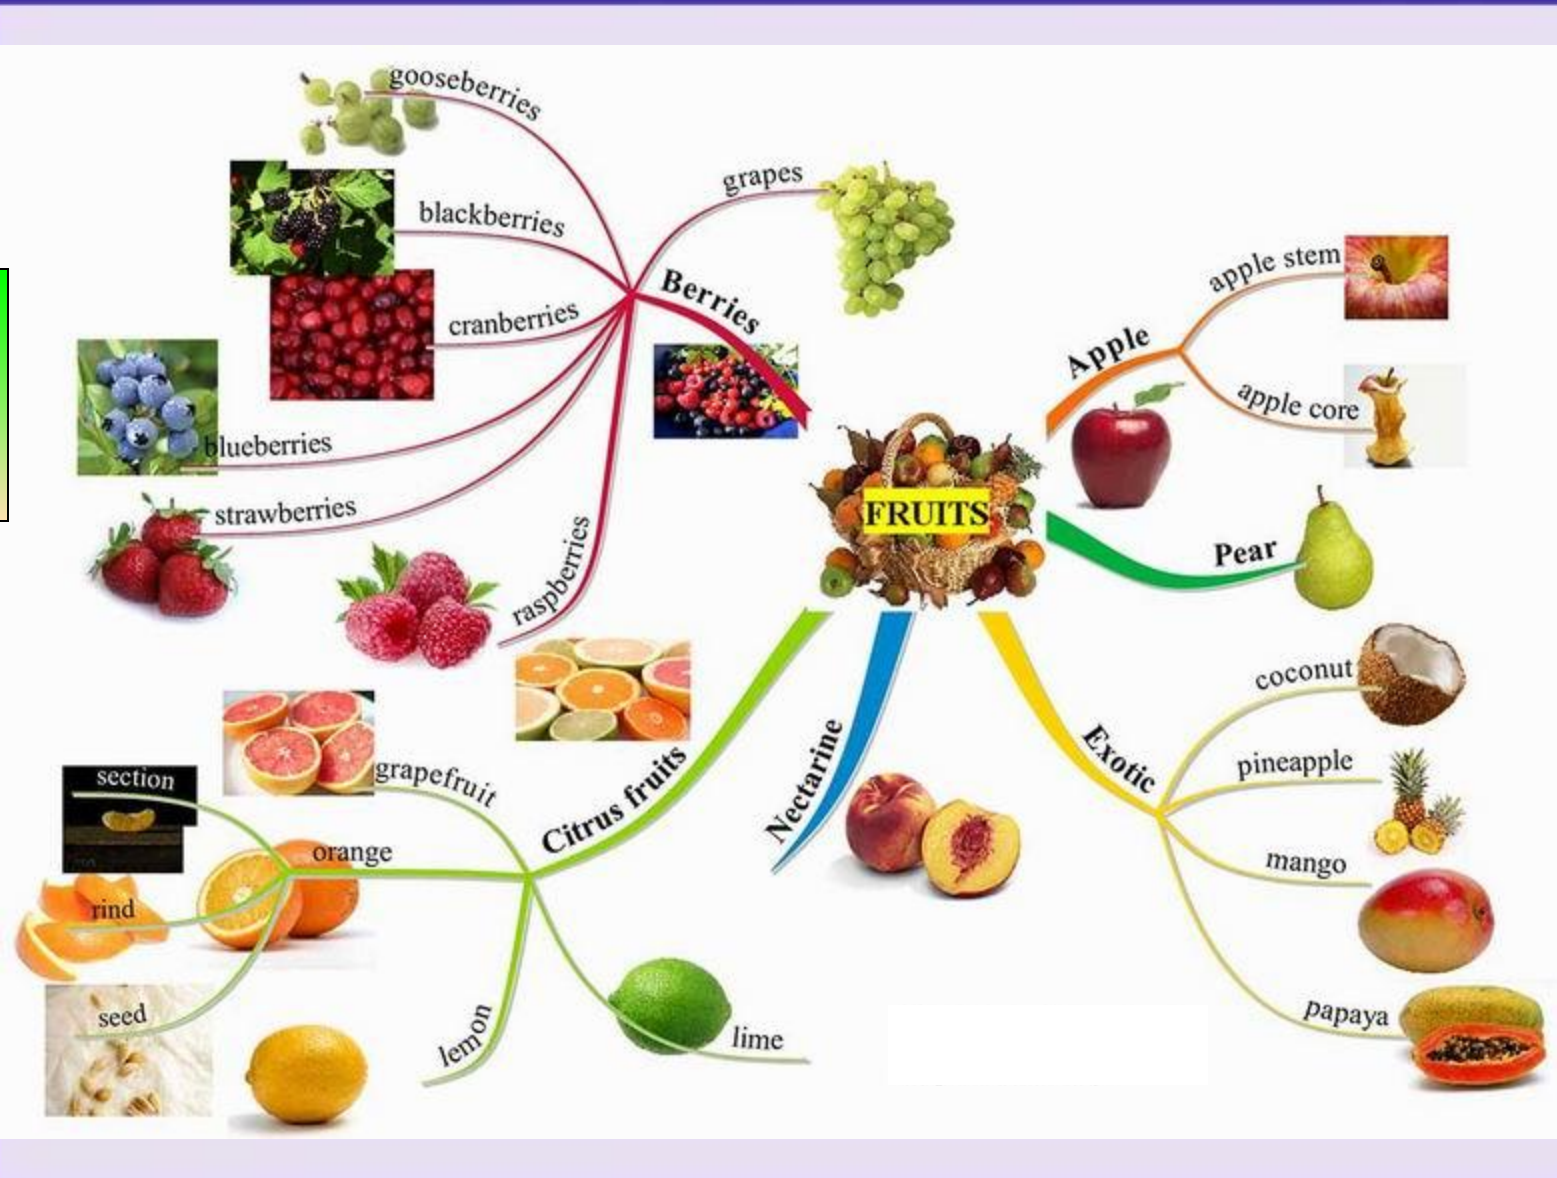 gooseberries
blackberries
cranberries
blueberries
strawberries
raspberries
grapes
Berries
FRUITS
Apple
apple stem
apple core
Pear
Exotic
coconut
pineapple
mango
papaya
Nectarine
Citrus fruits
grapefruit
orange
section
rind
seed
lemon
lime